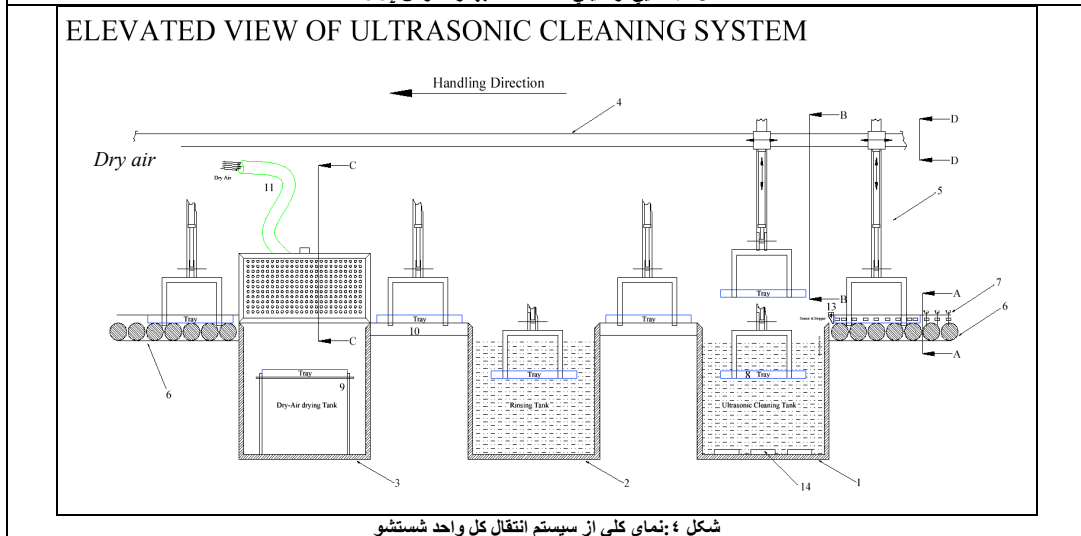 ELEVATED VIEW OF ULTRASONIC CLEANING SYSTEM
Handling Direction
4
B
D
Dry air
Dry Air
11
C
D
5
Tray
B
13
A
7
6
Tray
Tray
Tray
10
C
A
6
Tray
9
Tray
8 Tray
Dry-Air drying Tank
Rinsing Tank
Ultrasonic Cleaning Tank
3
2
14
1
شکل ٤ :نمای کلی از سیستم انتقال کل واحد شستشو